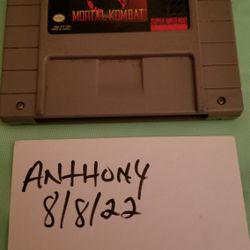 MORTAL KOMBAT
SUPER NINTENDO
ANTHONY
8/8/22